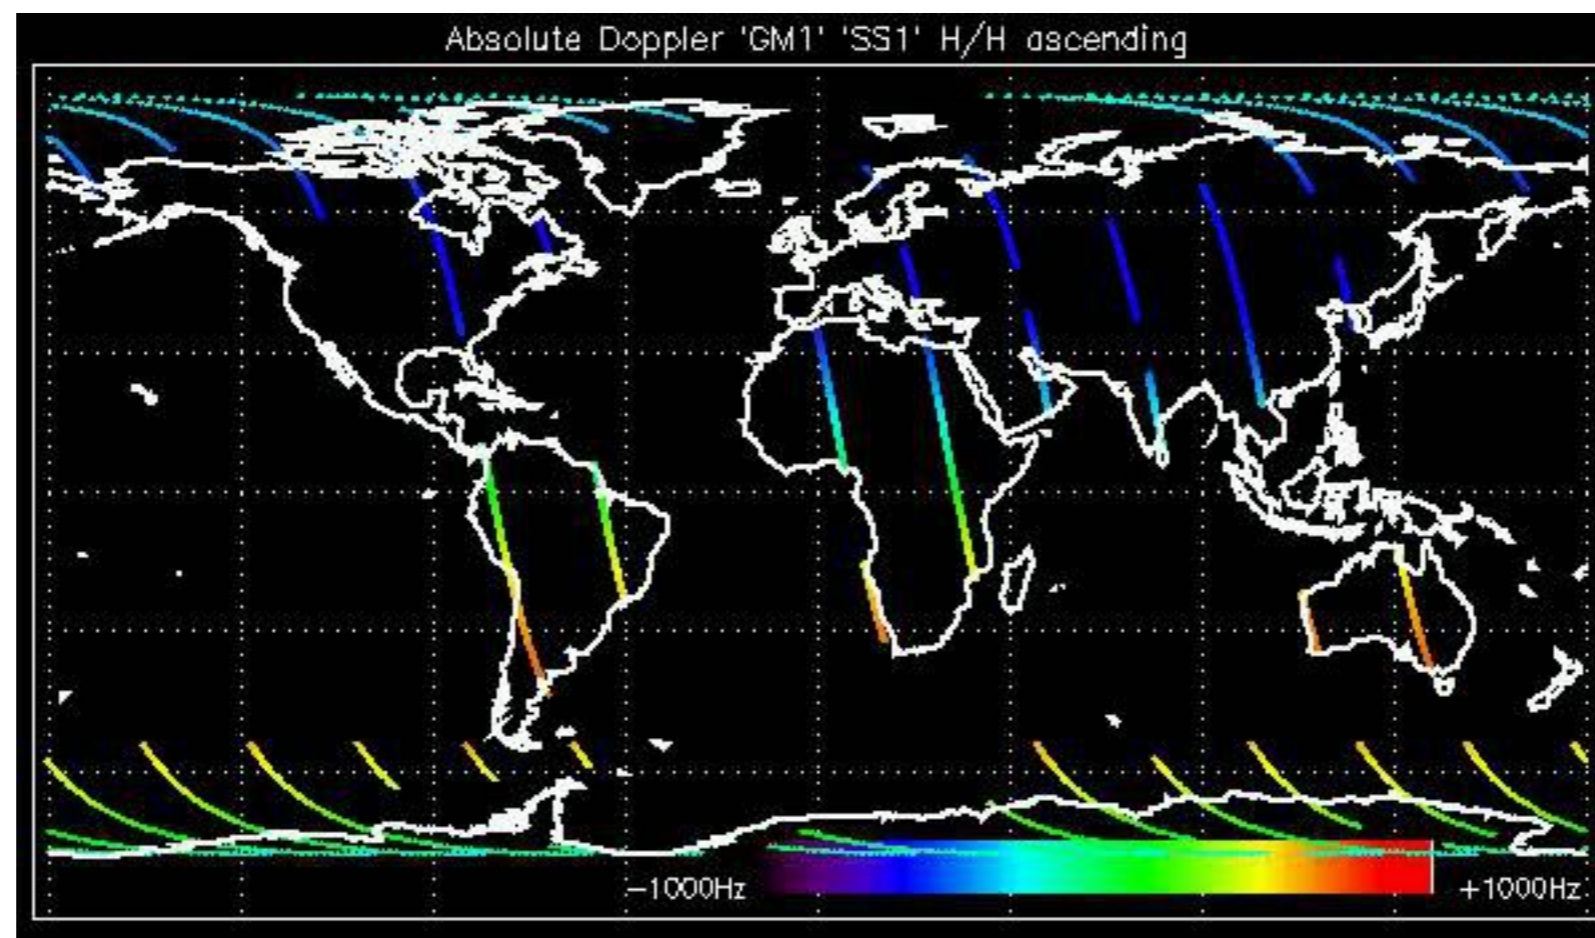 Absolute Doppler 'GM1' 'SS1' H/H ascending
−1000Hz +1000Hz